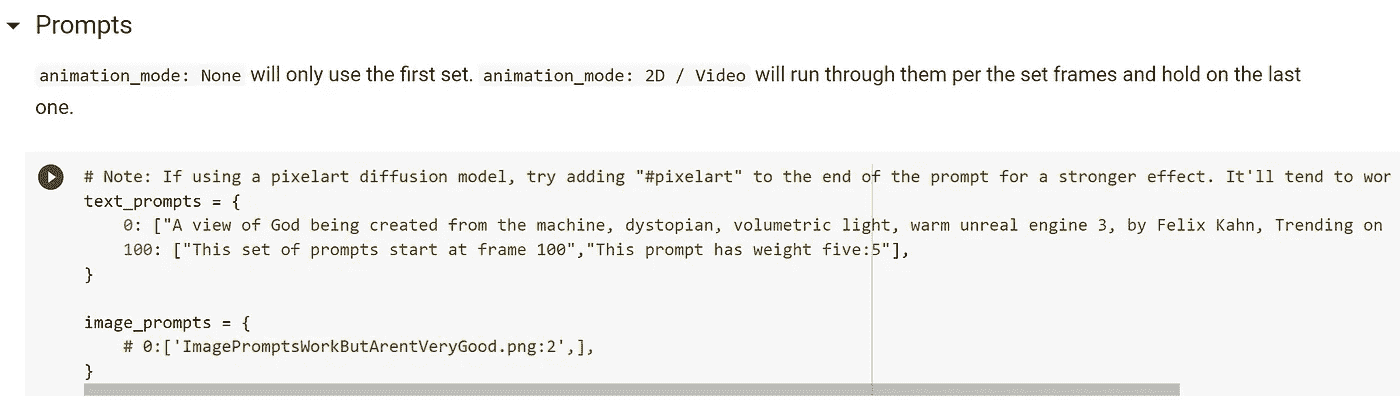 Prompts
animation_mode: None will only use the first set. animation_mode: 2D / Video will run through them per the set frames and hold on the last
one.
# Note: If using a pixelart diffusion model, try adding "#pixelart" to the end of the prompt for a stronger effect. It'll tend to wor
text_prompts = {
0: ["A view of God being created from the machine, dystopian, volumetric light, warm unreal engine 3, by Felix Kahn, Trending on
100: ["This set of prompts start at frame 100","This prompt has weight five:5"],
}
image_prompts = {
# 0:['ImagePromptsWorkButArentVeryGood.png:2',],
}